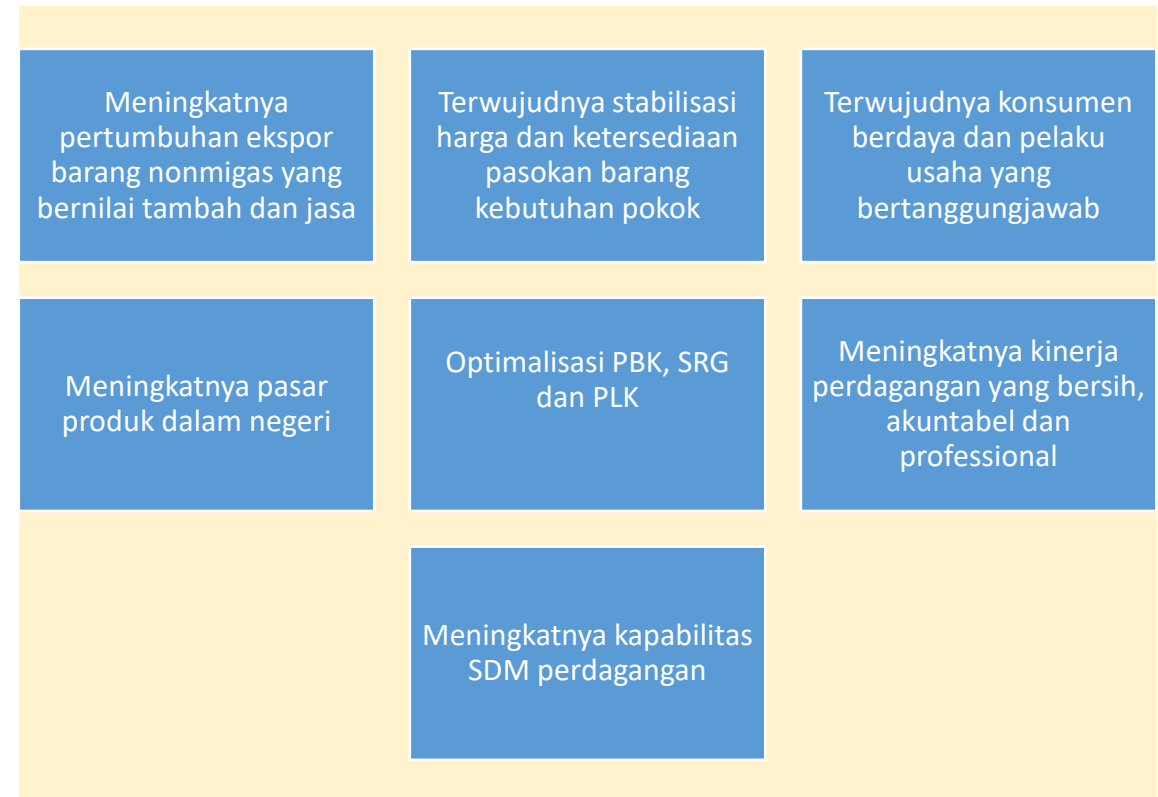 Meningkatnya
pertumbuhan ekspor
barang nonmigas yang
bernilai tambah dan jasa
Terwujudnya stabilisasi
harga dan ketersediaan
pasokan barang
kebutuhan pokok
Terwujudnya konsumen
berdaya dan pelaku
usaha yang
bertanggungjawab
Meningkatnya pasar
produk dalam negeri
Optimalisasi PBK, SRG
dan PLK
Meningkatnya kinerja
perdagangan yang bersih,
akuntabel dan
professional
Meningkatnya kapabilitas
SDM perdagangan